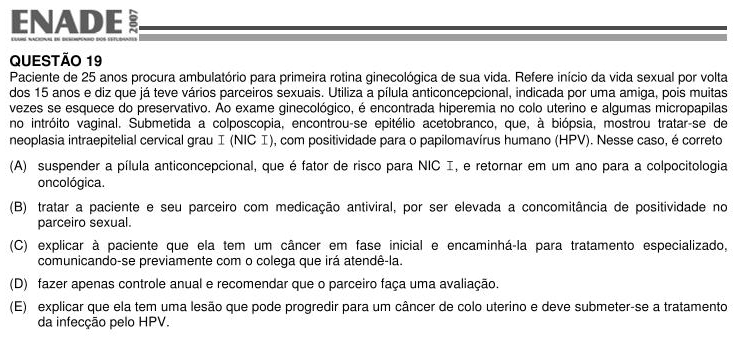 ENADE 2007
EXAME NACIONAL DE DESEMPENHO DOS ESTUDANTES
QUESTÃO 19
Paciente de 25 anos procura ambulatório para primeira rotina ginecológica de sua vida. Refere início da vida sexual por volta
dos 15 anos e diz que já teve vários parceiros sexuais. Utiliza a pílula anticoncepcional, indicada por uma amiga, pois muitas
vezes se esquece do preservativo. Ao exame ginecológico, é encontrada hiperemia no colo uterino e algumas micropapilas
no intróito vaginal. Submetida a colposcopia, encontrou-se epitélio acetobranco, que, à biópsia, mostrou tratar-se de
neoplasia intraepitelial cervical grau I (NIC I), com positividade para o papilomavírus humano (HPV). Nesse caso, é correto
(A) suspender a pílula anticoncepcional, que é fator de risco para NIC I, e retornar em um ano para a colpocitologia
oncológica.
(B) tratar a paciente e seu parceiro com medicação antiviral, por ser elevada a concomitância de positividade no
parceiro sexual.
(C) explicar à paciente que ela tem um câncer em fase inicial e encaminhá-la para tratamento especializado,
comunicando-se previamente com o colega que irá atendê-la.
(D) fazer apenas controle anual e recomendar que o parceiro faça uma avaliação.
(E) explicar que ela tem uma lesão que pode progredir para um câncer de colo uterino e deve submeter-se a tratamento
da infecção pelo HPV.